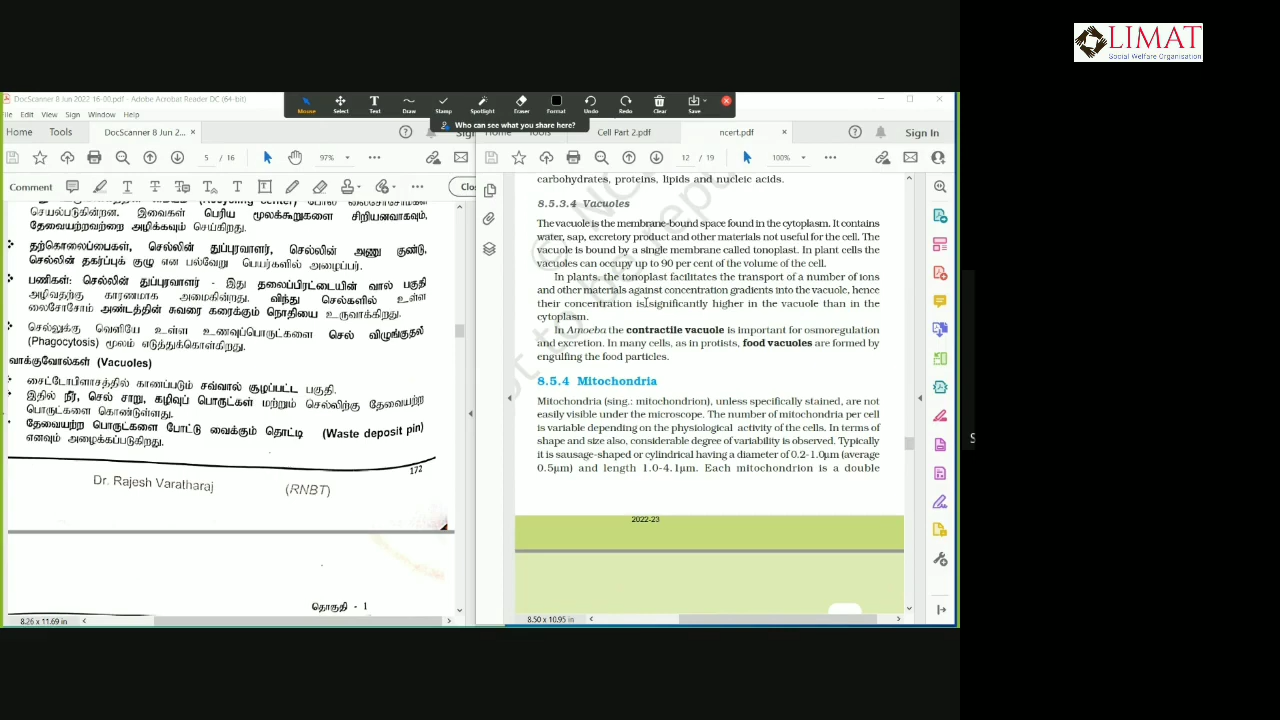 LIMAT
Social Welfare Organisation
DocScanner 8 Jun 2022 16-00.pdf - Adobe Acrobat Reader DC (64-bit)
Mouse Select Text Draw Stamp Spotlight Eraser Format Undo Redo Clear Save
Who can see what you share here?
View Sign Window Help
Home Tools DocScanner 8 Jun 2... ×
Cell Part 2.pdf ncert.pdf × Sign In
5 / 16 97%
12 / 19 100%
Comment
செயல்படுகின்றன. இவைகள் பெரிய மூலக்கூறுகளை சிறியனவாகவும்,
தேவையற்றவற்றை அழிக்கவும் செய்கிறது.
தற்கொலைப்பைகள், செல்லின் துப்புரவாளர், செல்லின் அணு குண்டு,
செல்லின் தகர்ப்புக் குழு என பல்வேறு பெயர்களில் அழைப்பர்.
பணிகள்: செல்லின் துப்புரவாளர் - இது தலைப்பிரட்டையின் வால் பகுதி
அழிவதற்கு காரணமாக அமைகின்றது. விந்து செல்களில் உள்ள
லைசோசோம் அண்டத்தின் சுவரை கரைக்கும் நொதியை உருவாக்கிறது.
செல்லுக்கு வெளியே உள்ள உணவுப்பொருட்களை செல் விழுங்குதல்
(Phagocytosis) மூலம் எடுத்துக்கொள்கிறது.
வாக்குவோல்கள் (Vacuoles)
சைட்டோபிளாசத்தில் காணப்படும் சவ்வால் சூழப்பட்ட பகுதி.
இதில் நீர், செல் சாறு, கழிவுப் பொருட்கள் மற்றும் செல்லிற்கு தேவையற்ற
பொருட்களை கொண்டுள்ளது.
தேவையற்ற பொருட்களை போட்டு வைக்கும் தொட்டி (Waste deposit pin)
எனவும் அழைக்கப்படுகிறது.
172
Dr. Rajesh Varatharaj (RNBT)
தொகுதி - 1
8.26 x 11.69 in
carbohydrates, proteins, lipids and nucleic acids.
8.5.3.4 Vacuoles
The vacuole is the membrane-bound space found in the cytoplasm. It contains
water, sap, excretory product and other materials not useful for the cell. The
vacuole is bound by a single membrane called tonoplast. In plant cells the
vacuoles can occupy up to 90 per cent of the volume of the cell.
In plants, the tonoplast facilitates the transport of a number of ions
and other materials against concentration gradients into the vacuole, hence
their concentration is significantly higher in the vacuole than in the
cytoplasm.
In Amoeba the contractile vacuole is important for osmoregulation
and excretion. In many cells, as in protists, food vacuoles are formed by
engulfing the food particles.
8.5.4 Mitochondria
Mitochondria (sing.: mitochondrion), unless specifically stained, are not
easily visible under the microscope. The number of mitochondria per cell
is variable depending on the physiological activity of the cells. In terms of
shape and size also, considerable degree of variability is observed. Typically
it is sausage-shaped or cylindrical having a diameter of 0.2-1.0µm (average
0.5µm) and length 1.0-4.1µm. Each mitochondrion is a double
2022-23
8.50 x 10.95 in